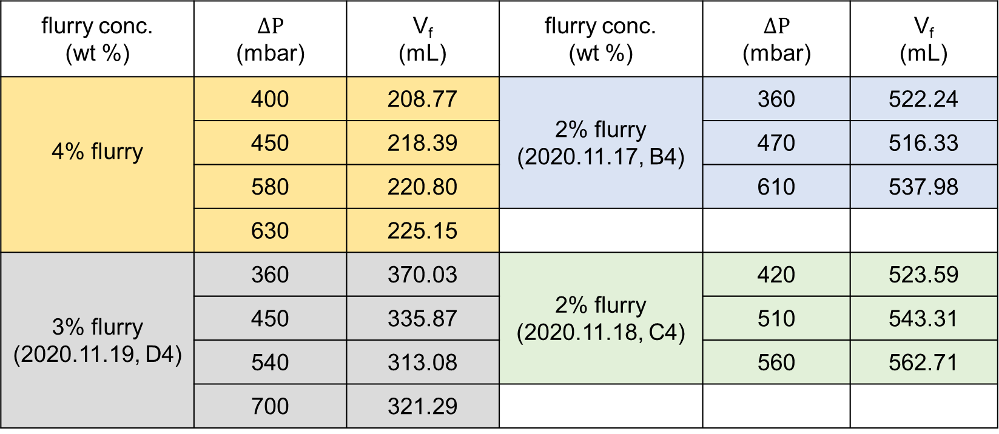 flurry conc. (wt %) ΔP (mbar) Vf (mL) flurry conc. (wt %) ΔP (mbar) Vf (mL)
4% flurry 400 208.77 2% flurry (2020.11.17, B4) 360 522.24
450 218.39 470 516.33
580 220.80 610 537.98
630 225.15
3% flurry (2020.11.19, D4) 360 370.03 2% flurry (2020.11.18, C4) 420 523.59
450 335.87 510 543.31
540 313.08 560 562.71
700 321.29